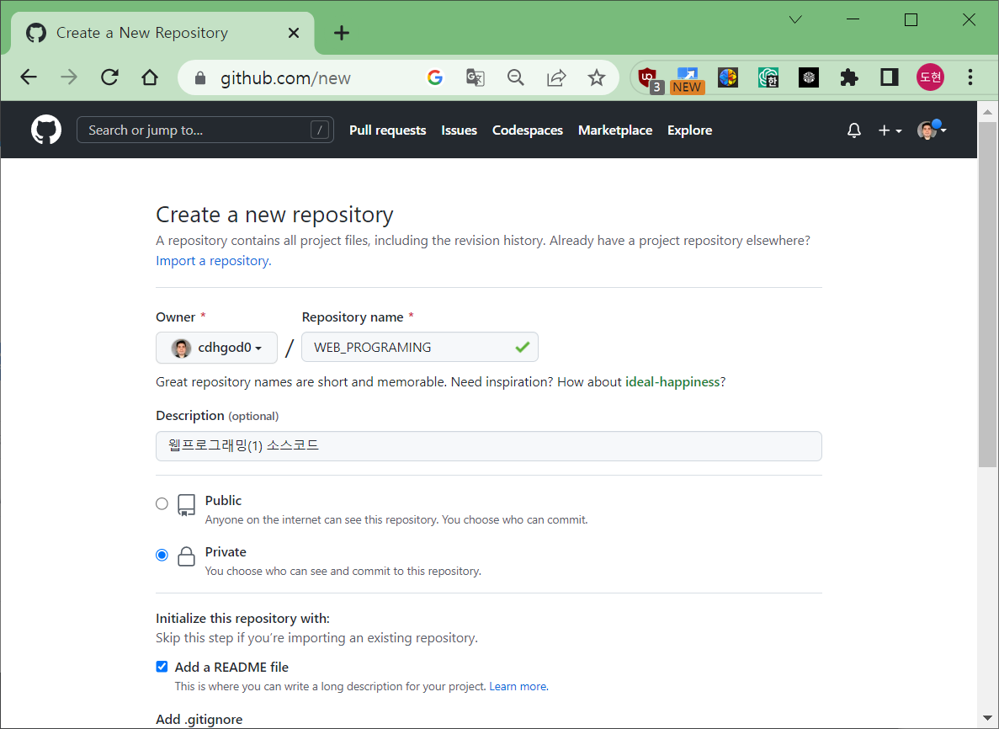 Create a New Repository
github.com/new
3
NEW
한
도현
Search or jump to...
/
Pull requests
Issues
Codespaces
Marketplace
Explore
Create a new repository
A repository contains all project files, including the revision history. Already have a project repository elsewhere?
Import a repository.
Owner *
Repository name *
cdhgod0
/
WEB_PROGRAMING
Great repository names are short and memorable. Need inspiration? How about ideal-happiness?
Description (optional)
웹프로그래밍(1) 소스코드
Public
Anyone on the internet can see this repository. You choose who can commit.
Private
You choose who can see and commit to this repository.
Initialize this repository with:
Skip this step if you’re importing an existing repository.
Add a README file
This is where you can write a long description for your project. Learn more.
Add .gitignore